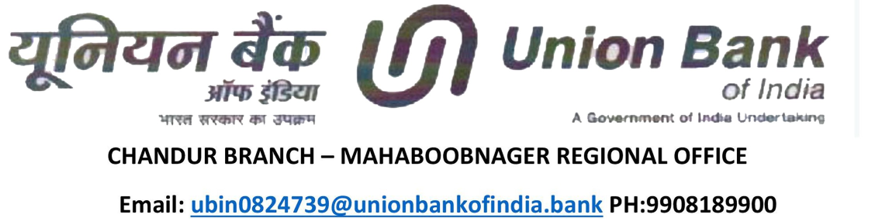 यूनियन बैंक
ऑफ इंडिया
भारत सरकार का उपक्रम
Union Bank
of India
A Government of India Undertaking
CHANDUR BRANCH – MAHABOOBNAGER REGIONAL OFFICE
Email: ubin0824739@unionbankofindia.bank PH:9908189900